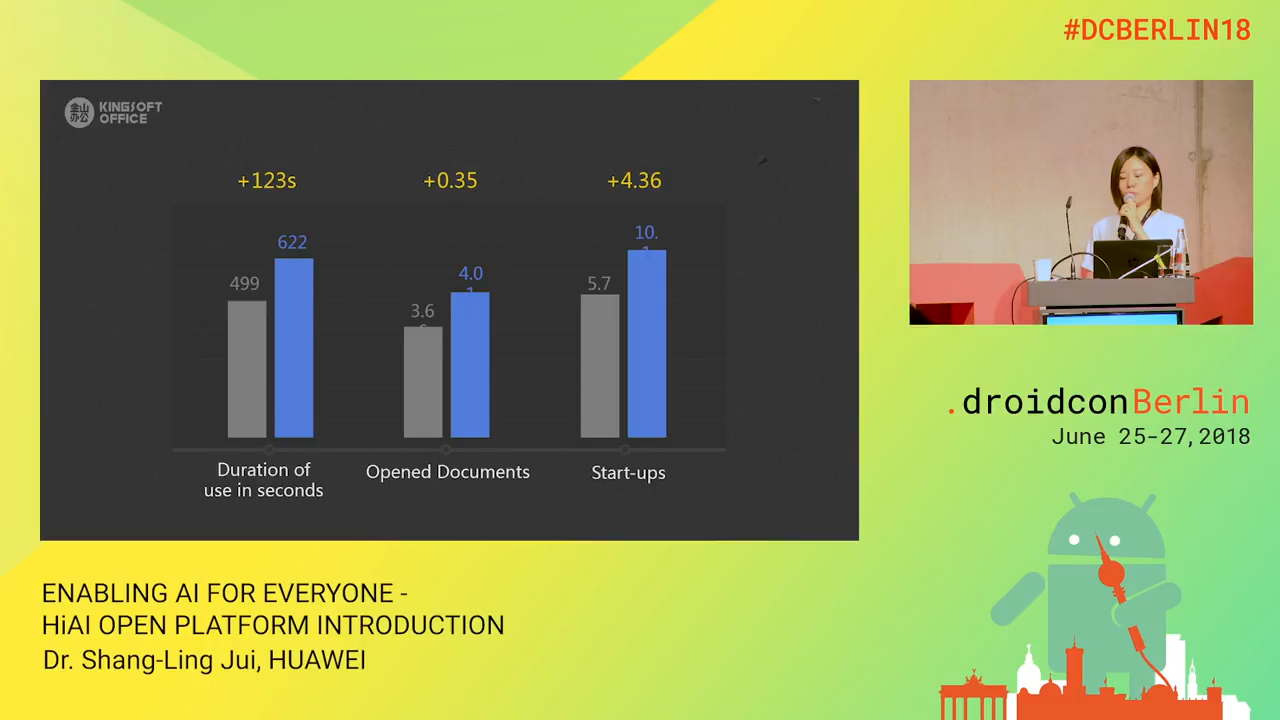 #DCBERLIN18
金山
办公
KINGSOFT
OFFICE
+123s
+0.35
+4.36
499
622
3.6
4.0
1
5.7
10.
Duration of
use in seconds
Opened Documents
Start-ups
.droidconBerlin
June 25-27, 2018
ENABLING AI FOR EVERYONE -
HiAI OPEN PLATFORM INTRODUCTION
Dr. Shang-Ling Jui, HUAWEI